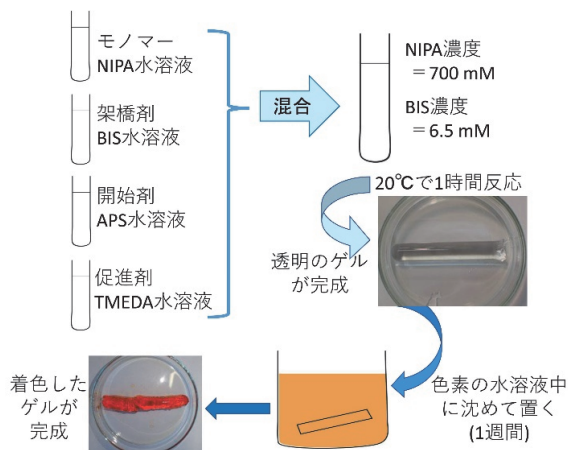 モノマー
NIPA水溶液
架橋剤
BIS水溶液
開始剤
APS水溶液
促進剤
TMEDA水溶液
混合
NIPA濃度
＝700 mM
BIS濃度
＝6.5 mM
20℃で1時間反応
透明のゲル
が完成
色素の水溶液中
に沈めて置く
(1週間)
着色した
ゲルが
完成